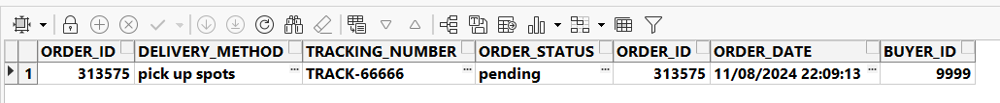 ORDER_ID DELIVERY_METHOD TRACKING_NUMBER ORDER_STATUS ORDER_ID ORDER_DATE BUYER_ID
1 313575 pick up spots ... TRACK-66666 ... pending ... 313575 11/08/2024 22:09:13 ... 9999